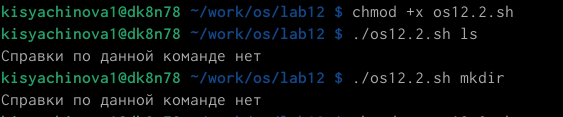 kisyachinova1@dk8n78 ~/work/os/lab12 $ chmod +x os12.2.sh
kisyachinova1@dk8n78 ~/work/os/lab12 $ ./os12.2.sh ls
Справки по данной команде нет
kisyachinova1@dk8n78 ~/work/os/lab12 $ ./os12.2.sh mkdir
Справки по данной команде нет